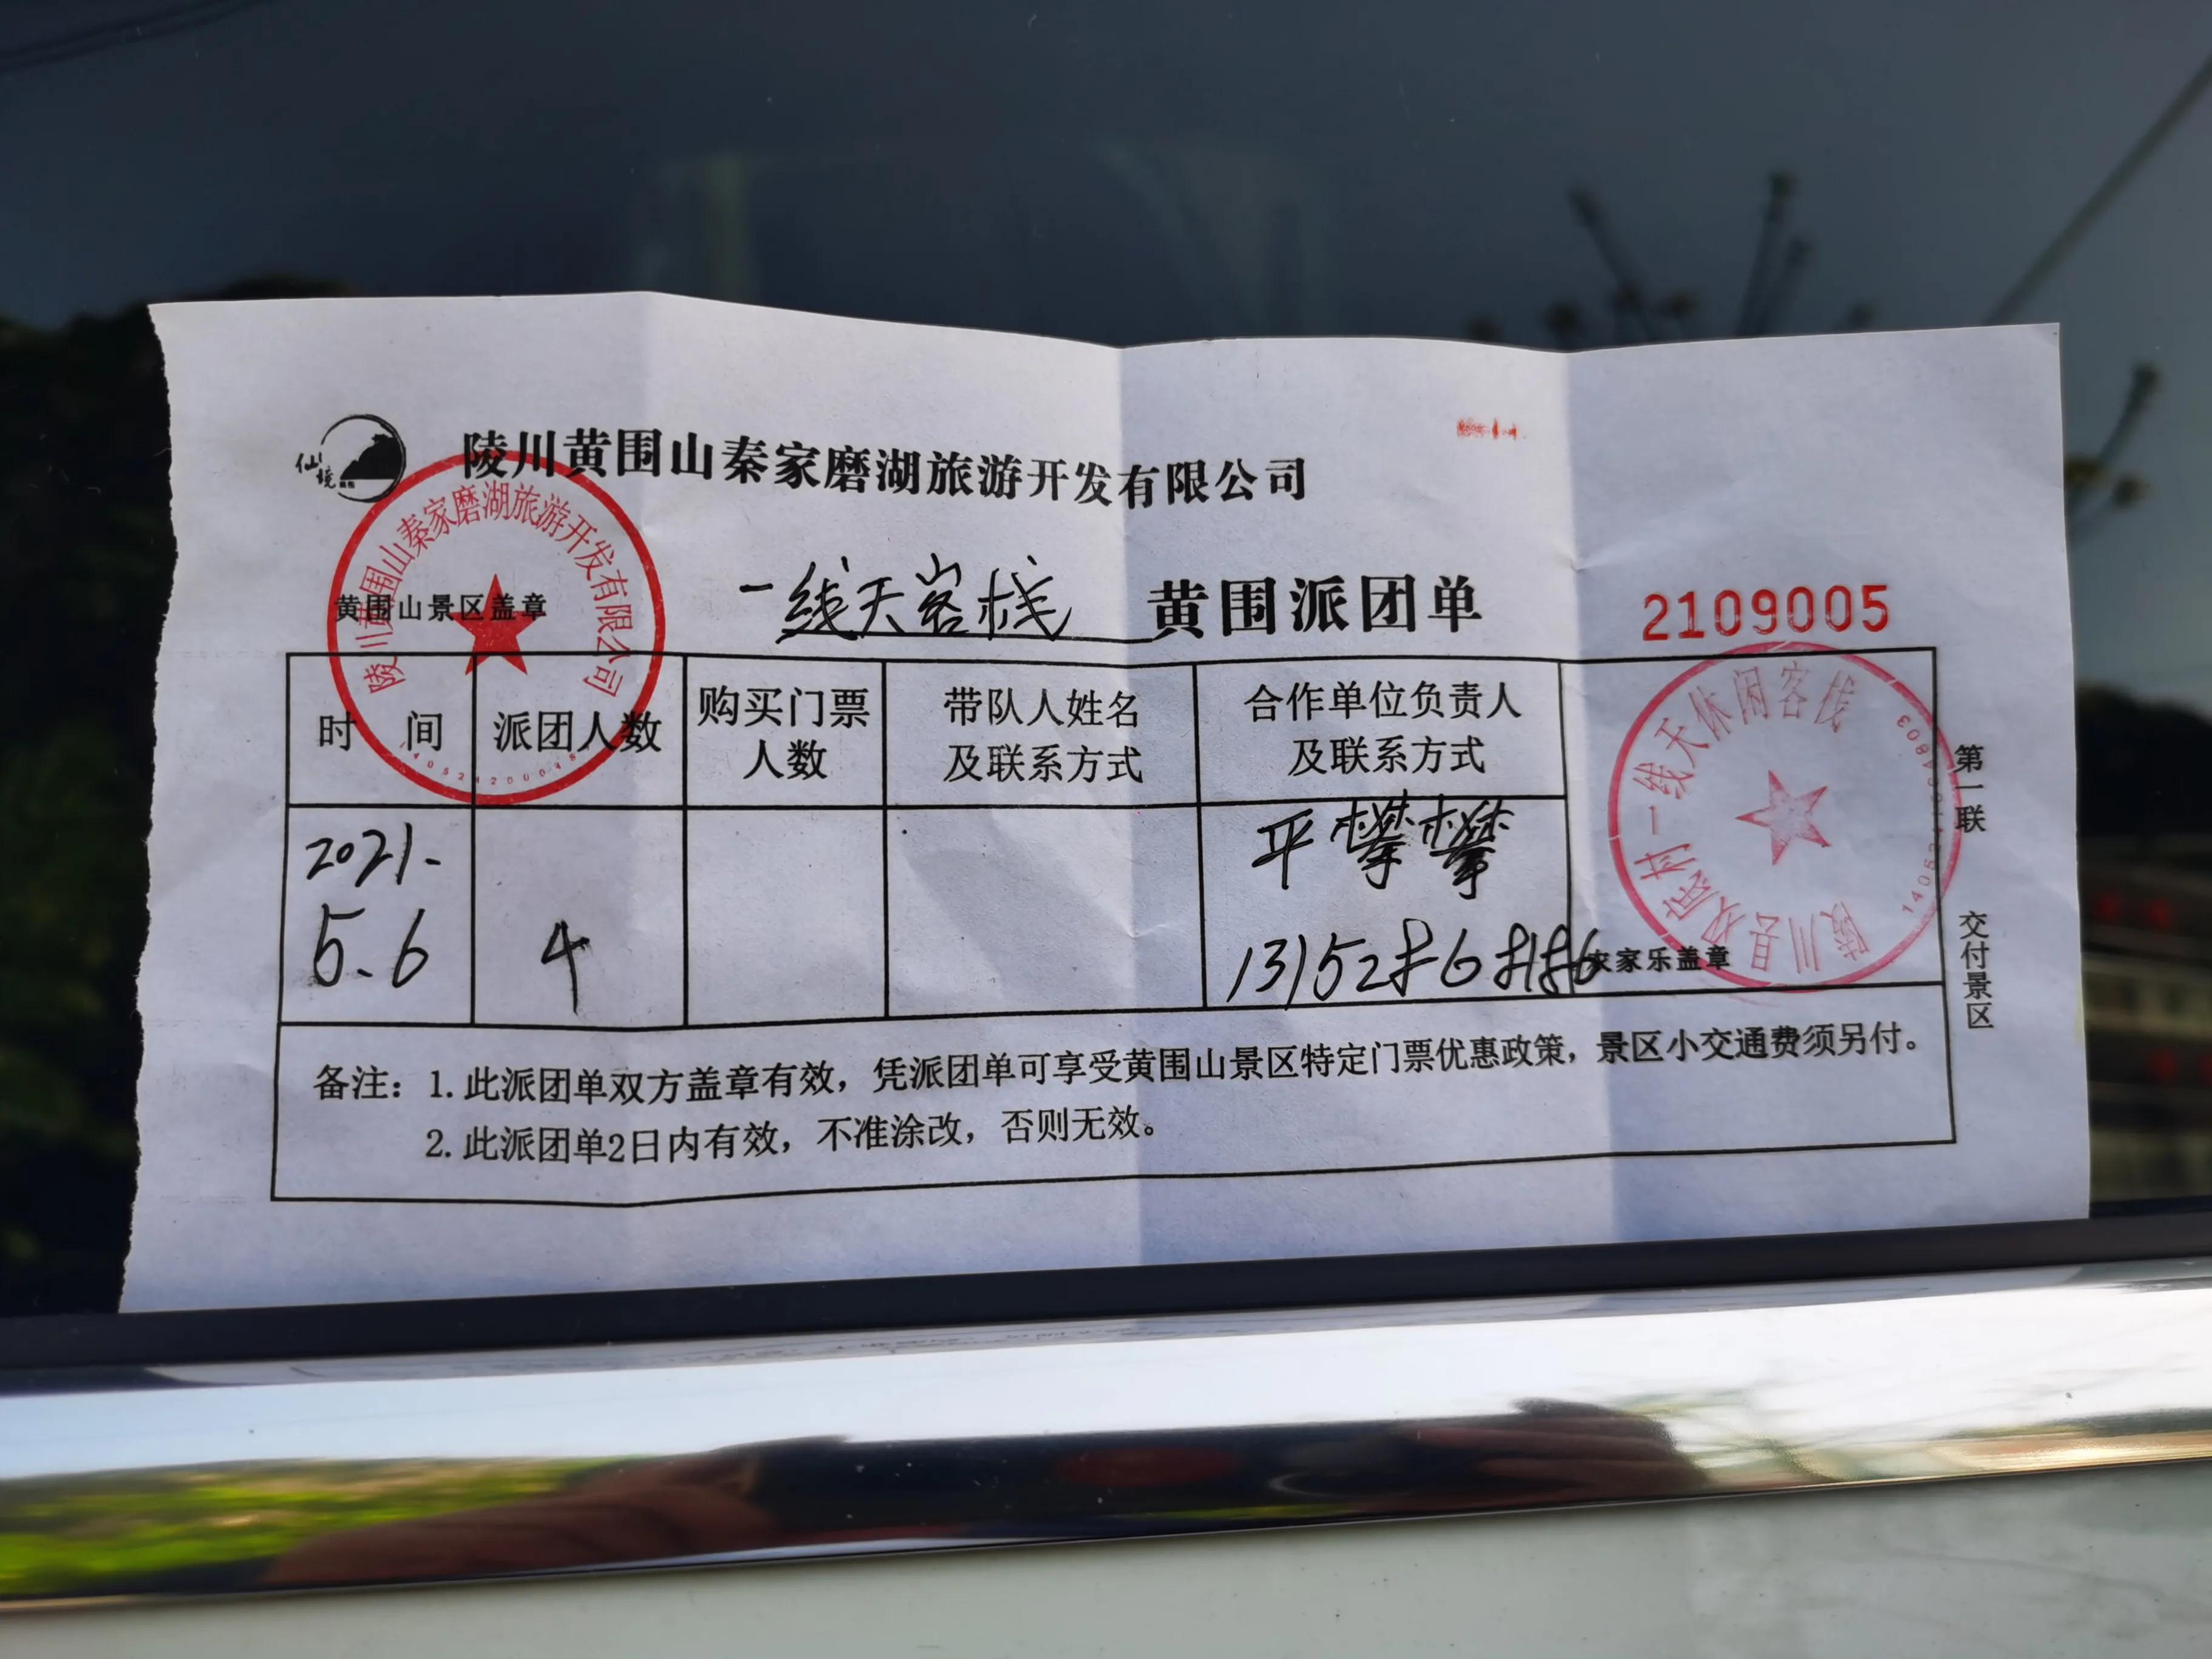 仙境
陵川黄围山秦家磨湖旅游开发有限公司
陵川黄围山秦家磨湖旅游开发有限公司
黄围山景区盖章
一线天客栈 黄围派团单
2109005
时 间 派团人数 购买门票人数 带队人姓名及联系方式 合作单位负责人及联系方式
2021.
5.6
4
平攀攀
陵川县双底村一线天休闲客栈
农家乐盖章
备注：1.此派团单双方盖章有效，凭派团单可享受黄围山景区特定门票优惠政策，景区小交通费须另付。
2.此派团单2日内有效，不准涂改，否则无效。
第一联 交付景区